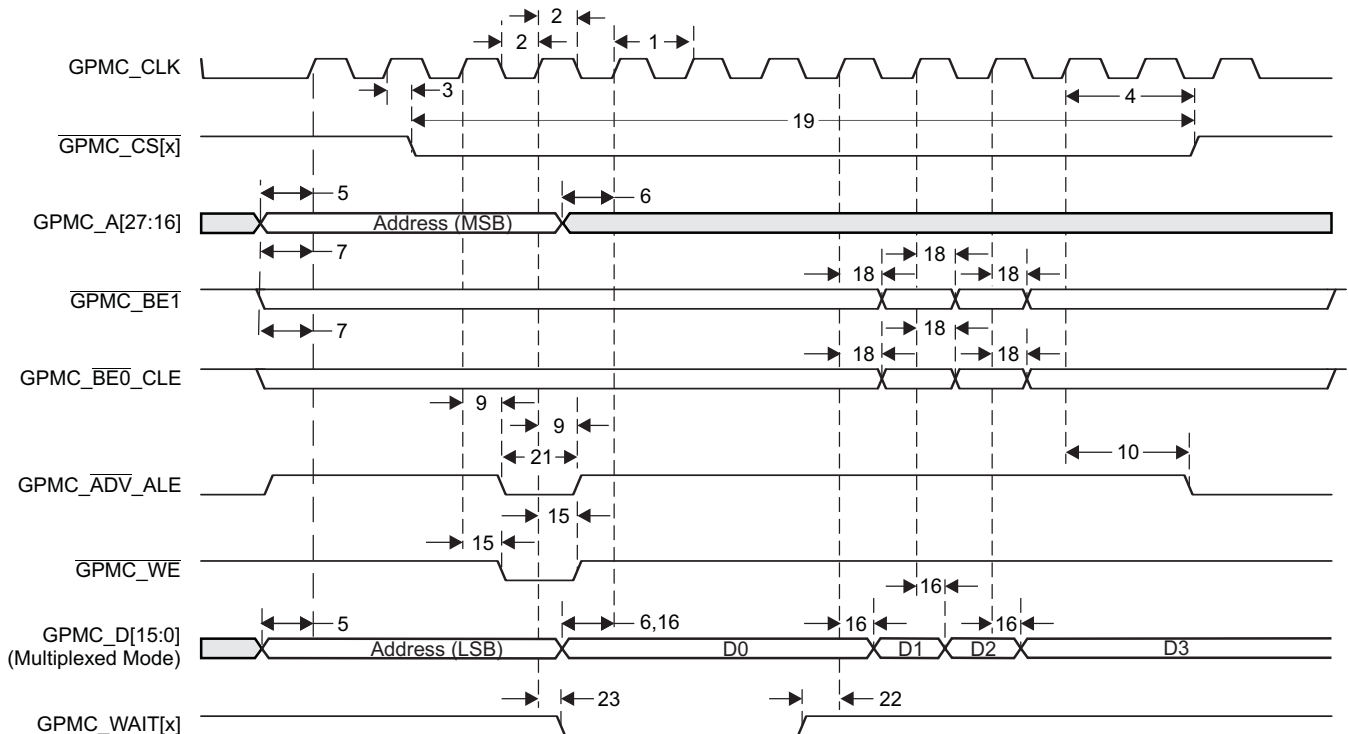 2
2
1
GPMC_CLK
3
4
19
GPMC_CS[x]
5
6
GPMC_A[27:16]
Address (MSB)
7
18
18
18
GPMC_BE1
7
18
18
18
GPMC_BE0_CLE
9
9
21
10
GPMC_ADV_ALE
15
15
GPMC_WE
16
5
6,16
16
16
GPMC_D[15:0]
(Multiplexed Mode)
Address (LSB)
D0
D1
D2
D3
23
22
GPMC_WAIT[x]